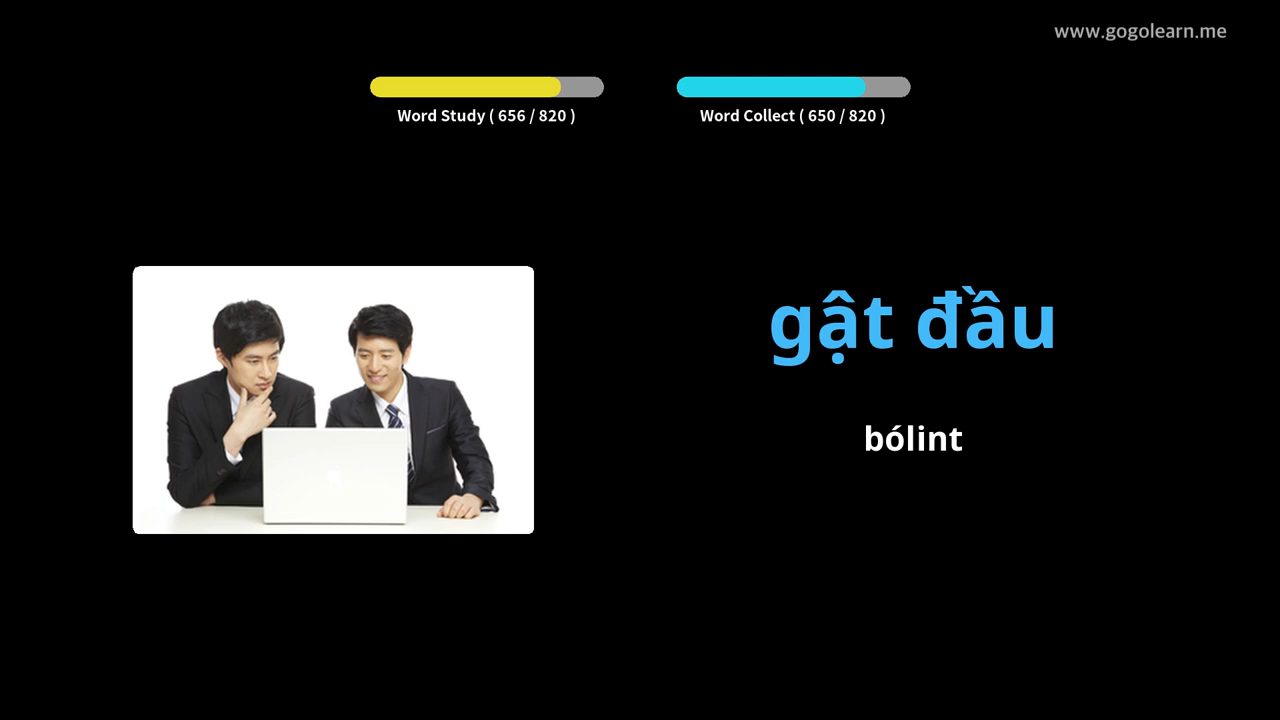 www.gogolearn.me
Word Study ( 656 / 820 )
Word Collect ( 650 / 820 )
gật đầu
bólint